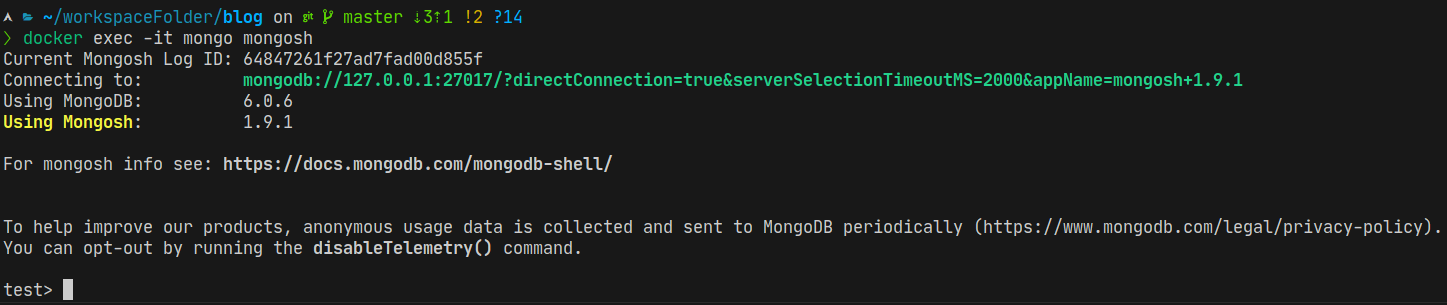 ~/workspaceFolder/blog on git master ↓3↑1 !2 ?14
❯ docker exec -it mongo mongosh
Current Mongosh Log ID: 64847261f27ad7fad00d855f
Connecting to: mongodb://127.0.0.1:27017/?directConnection=true&serverSelectionTimeoutMS=2000&appName=mongosh+1.9.1
Using MongoDB: 6.0.6
Using Mongosh: 1.9.1
For mongosh info see: https://docs.mongodb.com/mongodb-shell/
To help improve our products, anonymous usage data is collected and sent to MongoDB periodically (https://www.mongodb.com/legal/privacy-policy).
You can opt-out by running the disableTelemetry() command.
test>